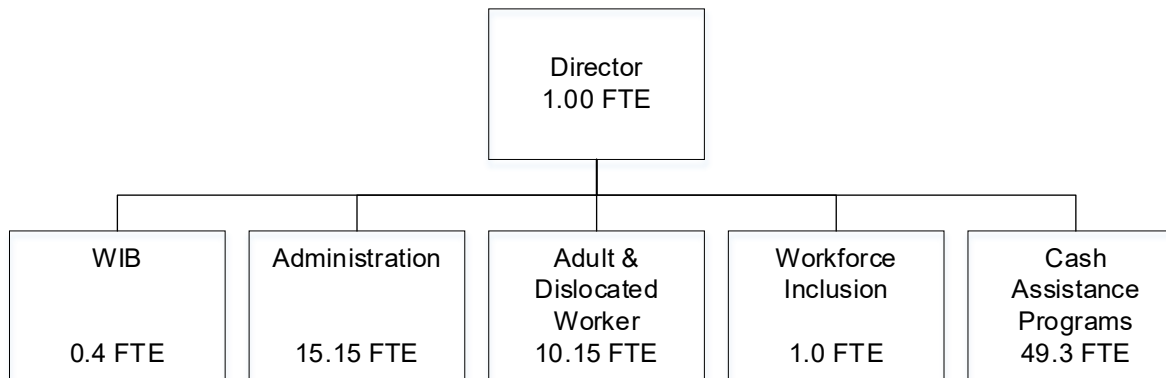 Director
1.00 FTE
WIB
0.4 FTE
Administration
15.15 FTE
Adult &
Dislocated
Worker
10.15 FTE
Workforce
Inclusion
1.0 FTE
Cash
Assistance
Programs
49.3 FTE